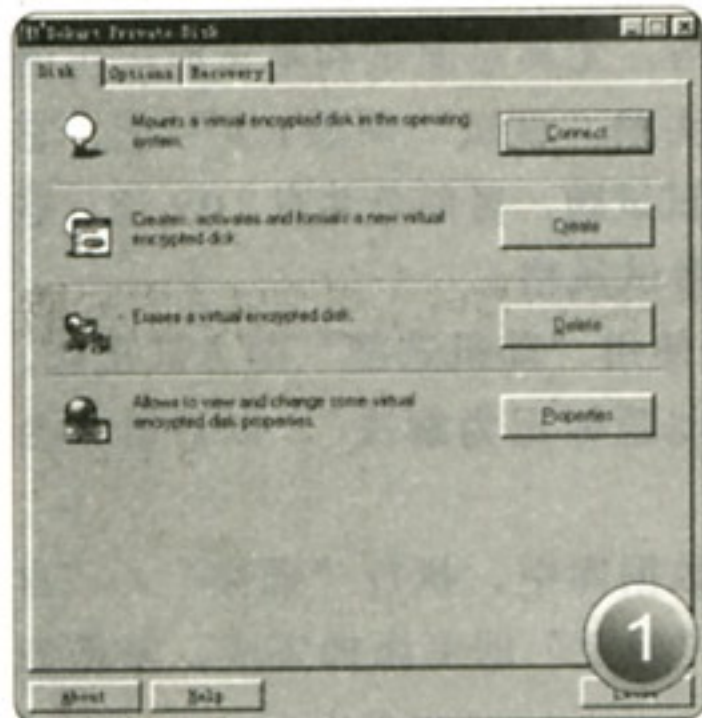 Private Disk
Disk Options Recovery
Mounts a virtual encrypted disk in the operating
system.
Connect
Creates, activates and formats a new virtual
encrypted disk.
Create
Erases a virtual encrypted disk.
Delete
Allows to view and change some virtual
encrypted disk properties.
Properties
1
About Help